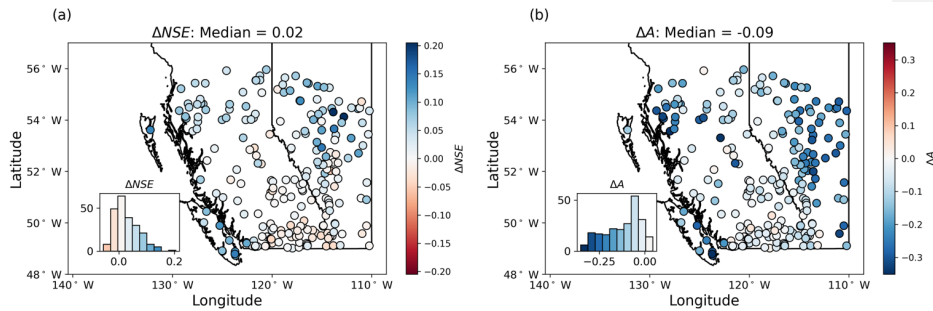 (a)
ΔNSE: Median = 0.02
56° W
54° W
52° W
50° W
48° W
Latitude
140° W
130° W
120° W
110° W
Longitude
ΔNSE
50
0
0.0
0.2
0.20
0.15
0.10
0.05
0.00
−0.05
−0.10
−0.15
−0.20
ΔNSE
(b)
ΔA: Median = -0.09
56° W
54° W
52° W
50° W
48° W
Latitude
140° W
130° W
120° W
110° W
Longitude
ΔA
50
0
−0.25
0.00
0.3
0.2
0.1
0.0
−0.1
−0.2
−0.3
ΔA